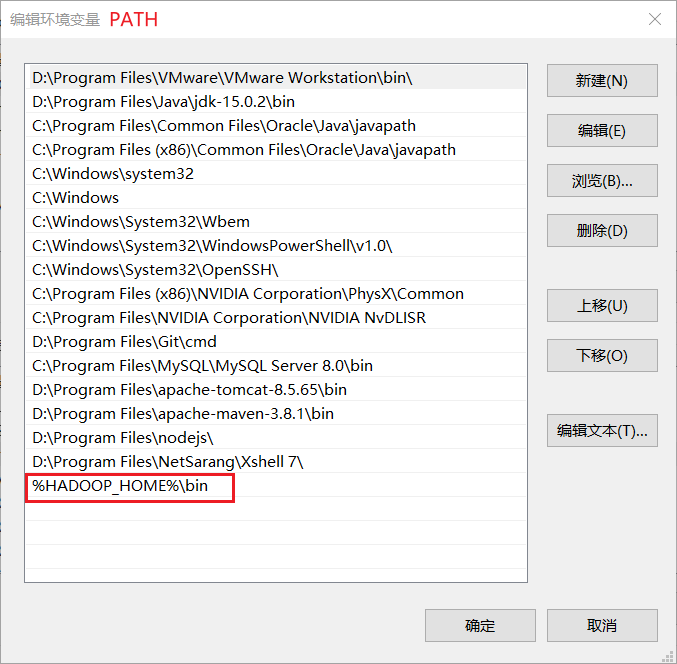 编辑环境变量 PATH
D:\Program Files\VMware\VMware Workstation\bin\
D:\Program Files\Java\jdk-15.0.2\bin
C:\Program Files\Common Files\Oracle\Java\javapath
C:\Program Files (x86)\Common Files\Oracle\Java\javapath
C:\Windows\system32
C:\Windows
C:\Windows\System32\Wbem
C:\Windows\System32\WindowsPowerShell\v1.0\
C:\Windows\System32\OpenSSH\
C:\Program Files (x86)\NVIDIA Corporation\PhysX\Common
C:\Program Files\NVIDIA Corporation\NVIDIA NvDLISR
D:\Program Files\Git\cmd
C:\Program Files\MySQL\MySQL Server 8.0\bin
D:\Program Files\apache-tomcat-8.5.65\bin
D:\Program Files\apache-maven-3.8.1\bin
D:\Program Files\nodejs\
D:\Program Files\NetSarang\Xshell 7\
%HADOOP_HOME%\bin
新建(N)
编辑(E)
浏览(B)...
删除(D)
上移(U)
下移(O)
编辑文本(T)...
确定
取消